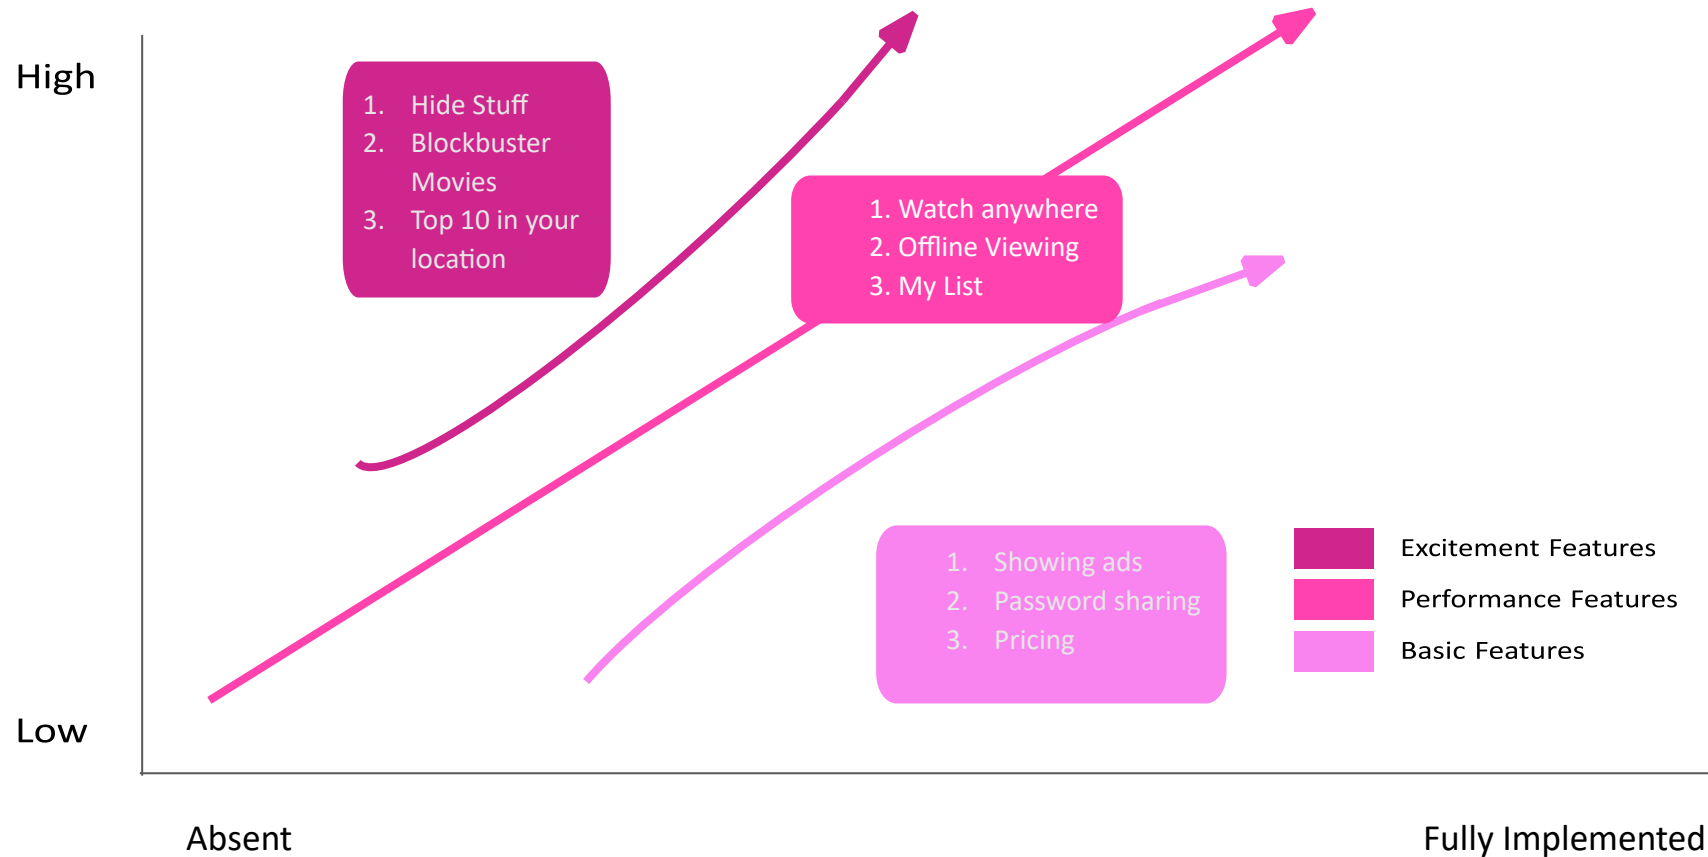 High
1. Hide Stuff
2. Blockbuster
Movies
3. Top 10 in your
location
1. Watch anywhere
2. Offline Viewing
3. My List
1. Showing ads
2. Password sharing
3. Pricing
Excitement Features
Performance Features
Basic Features
Low
Absent
Fully Implemented